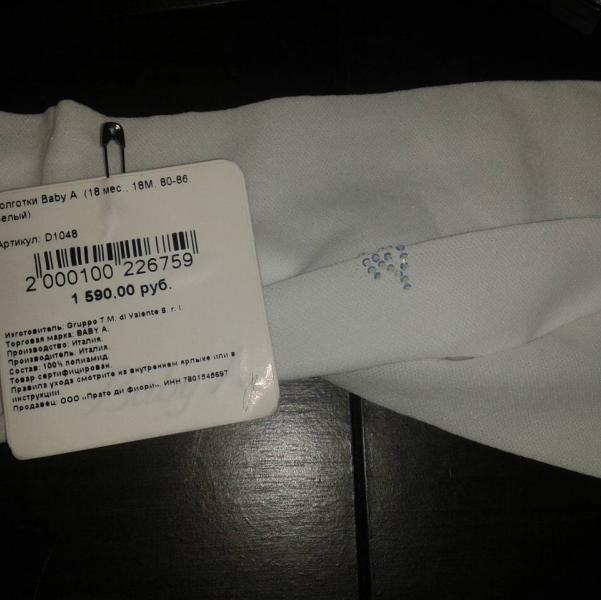 олготки Baby A. (18 мес., 18М, 80-86,
елый)
Артикул: D1048
2 000100 226759
1 590,00 руб.
Изготовитель: Gruppo T.M. di Valente S. r. l.
Торговая марка: BABY A.
Производство: Италия.
Производитель: Италия.
Состав: 100% полиамид.
Товар сертифицирован.
Правила ухода смотрите на внутреннем ярлыке или в
инструкции.
Продавец: ООО «Прато ди фиори», ИНН 7801545697
A